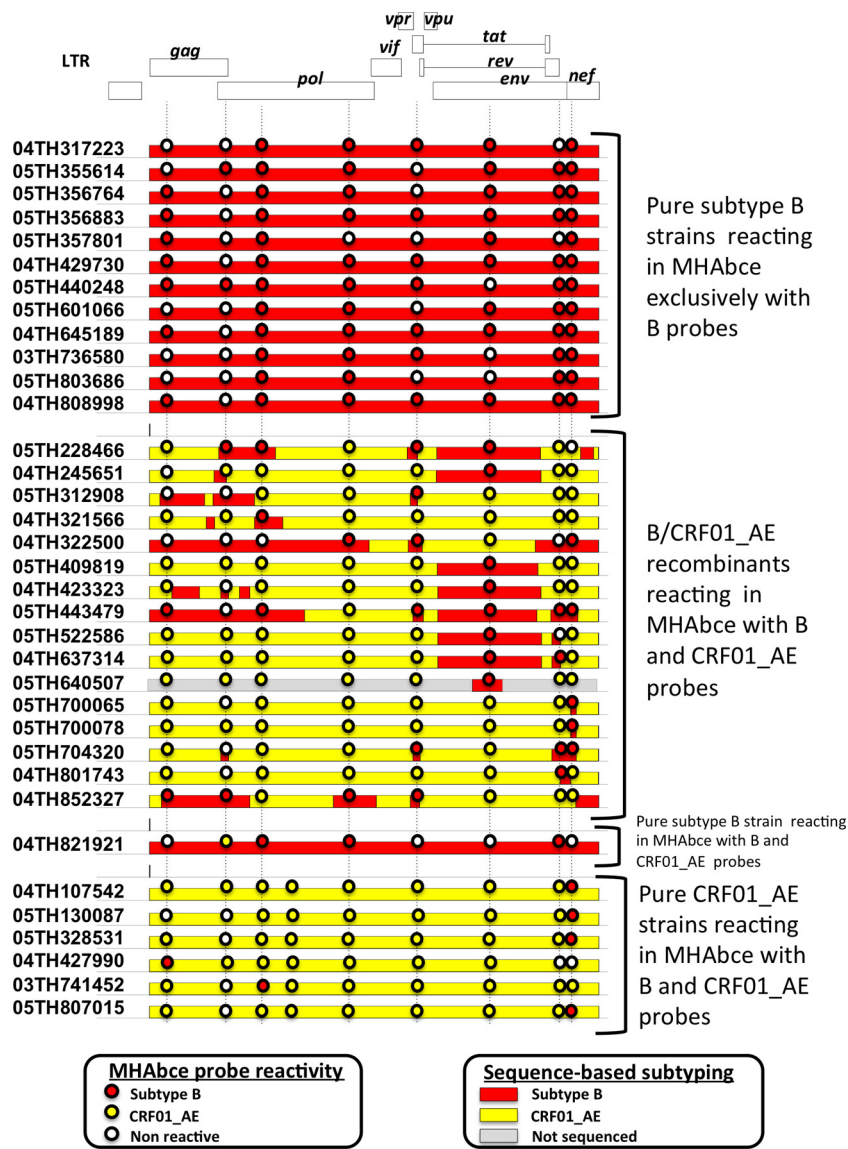 vpr vpu
tat
gag
vif
LTR
rev
pol
env
nef
04TH317223
05TH355614
05TH356764
05TH356883
05TH357801
04TH429730
05TH440248
05TH601066
04TH645189
03TH736580
05TH803686
04TH808998
Pure subtype B
strains reacting
in MHAbce
exclusively with
B probes
05TH228466
04TH245651
05TH312908
04TH321566
04TH322500
05TH409819
04TH423323
05TH443479
05TH522586
04TH637314
05TH640507
05TH700065
05TH700078
05TH704320
04TH801743
04TH852327
B/CRF01_AE
recombinants
reacting in
MHAbce with B
and CRF01_AE
probes
04TH821921
Pure subtype B strain reacting
in MHAbce with B and
CRF01_AE probes
04TH107542
05TH130087
05TH328531
04TH427990
03TH741452
05TH807015
Pure CRF01_AE
strains reacting
in MHAbce with
B and CRF01_AE
probes
MHAbce probe reactivity
Subtype B
CRF01_AE
Non reactive
Sequence-based subtyping
Subtype B
CRF01_AE
Not sequenced